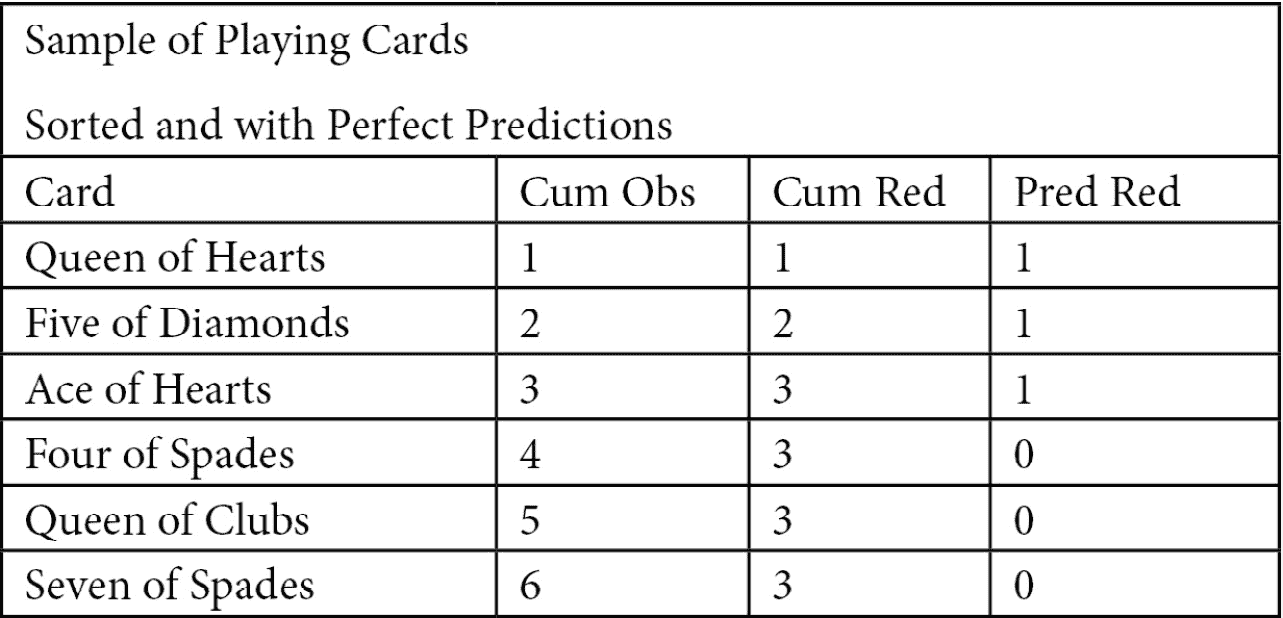 Sample of Playing Cards
Sorted and with Perfect Predictions
Card Cum Obs Cum Red Pred Red
Queen of Hearts 1 1 1
Five of Diamonds 2 2 1
Ace of Hearts 3 3 1
Four of Spades 4 3 0
Queen of Clubs 5 3 0
Seven of Spades 6 3 0